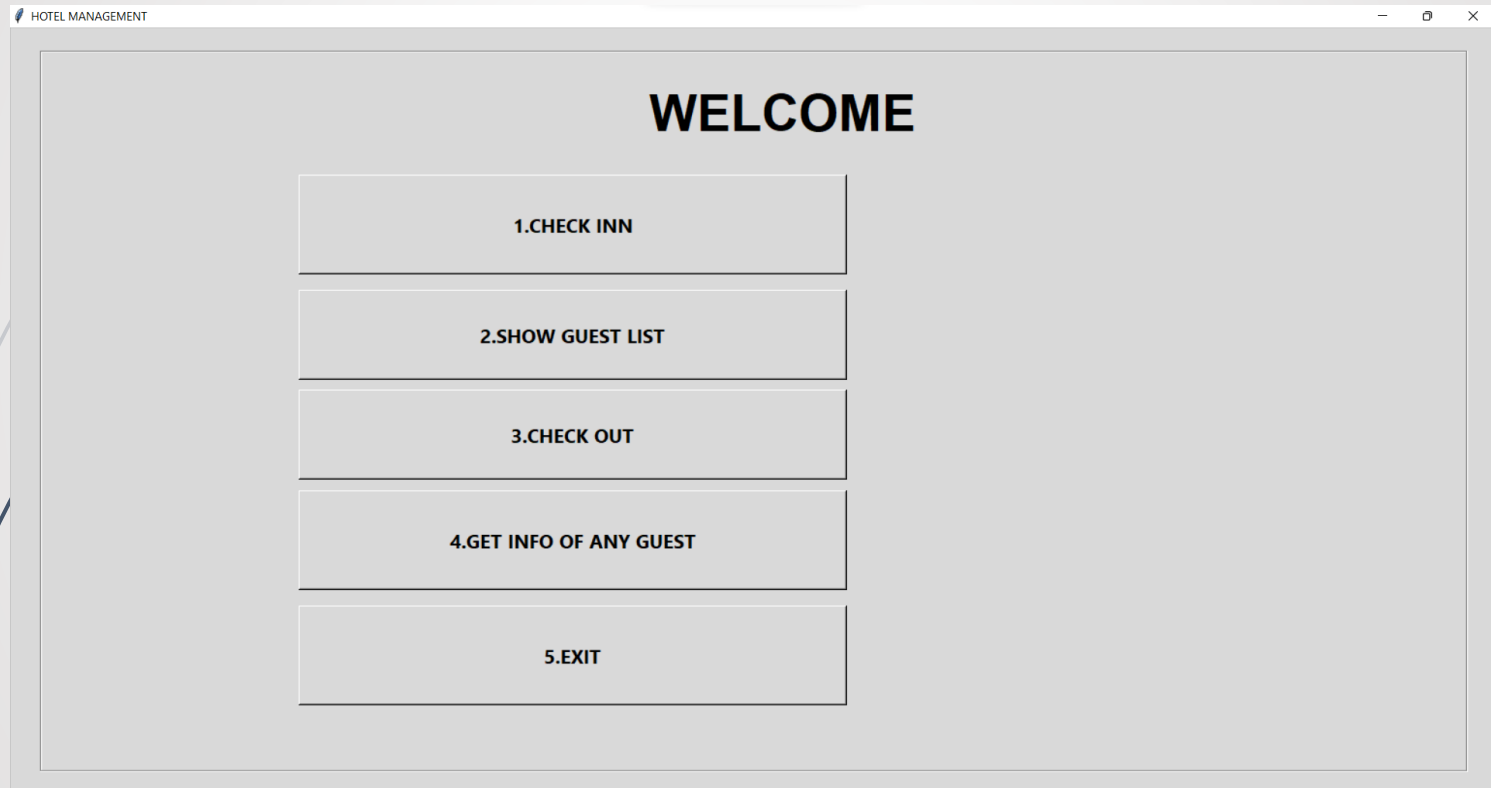 HOTEL MANAGEMENT
WELCOME
1.CHECK INN
2.SHOW GUEST LIST
3.CHECK OUT
4.GET INFO OF ANY GUEST
5.EXIT